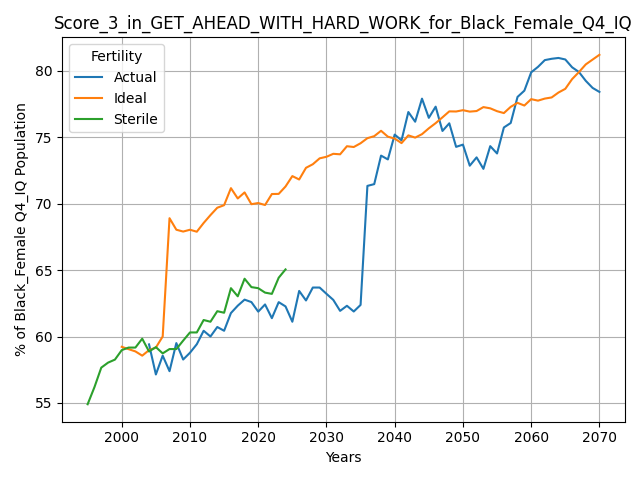 Score_3_in_GET_AHEAD_WITH_HARD_WORK_for_Black_Female_Q4_IQ
Fertility
Actual
Ideal
Sterile
% of Black_Female Q4_IQ Population
80
75
70
65
60
55
2000
2010
2020
2030
2040
2050
2060
2070
Years